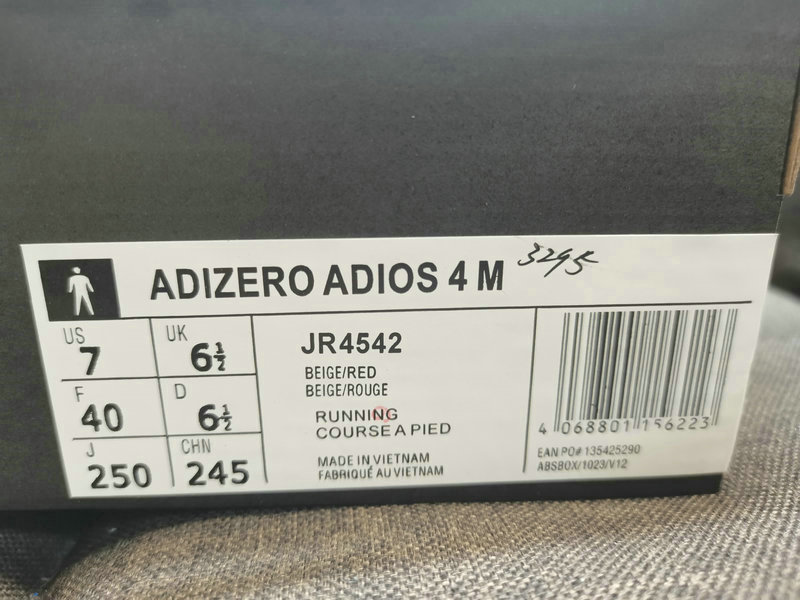 ADIZERO ADIOS 4 M
3295
US
7
UK
6½
F
40
D
6½
J
250
CHN
245
JR4542
BEIGE/RED
BEIGE/ROUGE
RUNNING
COURSE A PIED
MADE IN VIETNAM
FABRIQUÉ AU VIETNAM
4 068801 156223
EAN PO# 135425290
ABSBOX/1023/V12